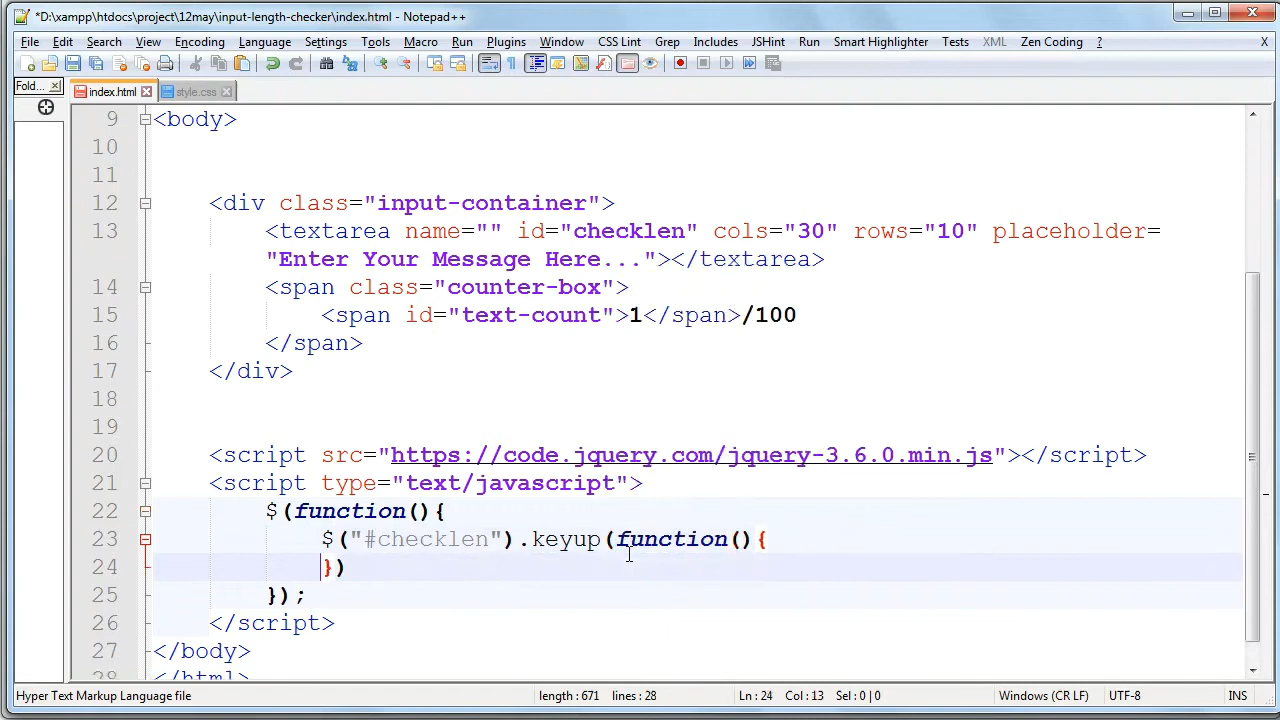 *D:\xampp\htdocs\project\12may\input-length-checker\index.html - Notepad++
File Edit Search View Encoding Language Settings Tools Macro Run Plugins Window CSS Lint Grep Includes JSHint Run Smart Highlighter Tests XML Zen Coding ? X
Fold... index.html style.css
9 <body>
10
11
12 <div class="input-container">
13 <textarea name="" id="checklen" cols="30" rows="10" placeholder=
"Enter Your Message Here..."></textarea>
14 <span class="counter-box">
15 <span id="text-count">1</span>/100
16 </span>
17 </div>
18
19
20 <script src="https://code.jquery.com/jquery-3.6.0.min.js"></script>
21 <script type="text/javascript">
22 $(function(){
23 $("#checklen").keyup(function(){
24 })
25 });
26 </script>
27 </body>
28 </html>
Hyper Text Markup Language file length : 671 lines : 28 Ln : 24 Col : 13 Sel : 0 | 0 Windows (CR LF) UTF-8 INS